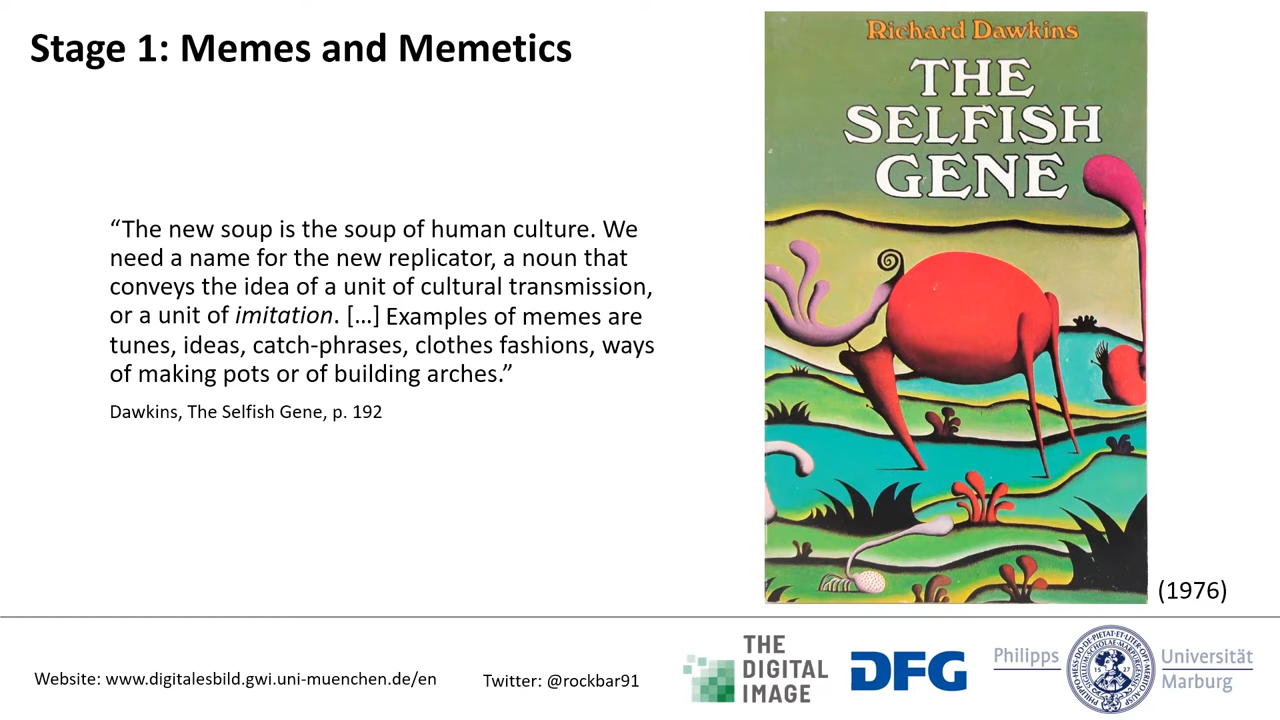 Stage 1: Memes and Memetics
Richard Dawkins
THE
SELFISH
GENE
“The new soup is the soup of human culture. We
need a name for the new replicator, a noun that
conveys the idea of a unit of cultural transmission,
or a unit of imitation. […] Examples of memes are
tunes, ideas, catch-phrases, clothes fashions, ways
of making pots or of building arches.”
Dawkins, The Selfish Gene, p. 192
(1976)
Website: www.digitalesbild.gwi.uni-muenchen.de/en
Twitter: @rockbar91
THE
DIGITAL
IMAGE
DFG
Philipps
Universität
Marburg